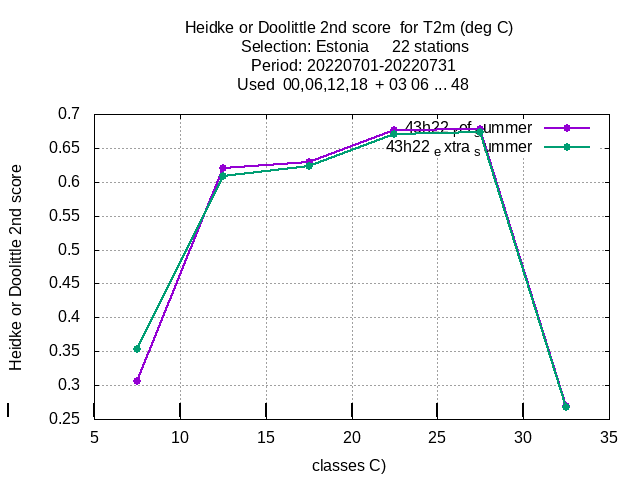 Heidke or Doolittle 2nd score for T2m (deg C)
Selection: Estonia 22 stations
Period: 20220701-20220731
Used 00,06,12,18 + 03 06 ... 48
0.7
0.65
0.6
0.55
0.5
0.45
0.4
0.35
0.3
0.25
Heidke or Doolittle 2nd score
43h22 ref summer
43h22 extra summer
5 10 15 20 25 30 35
classes C)